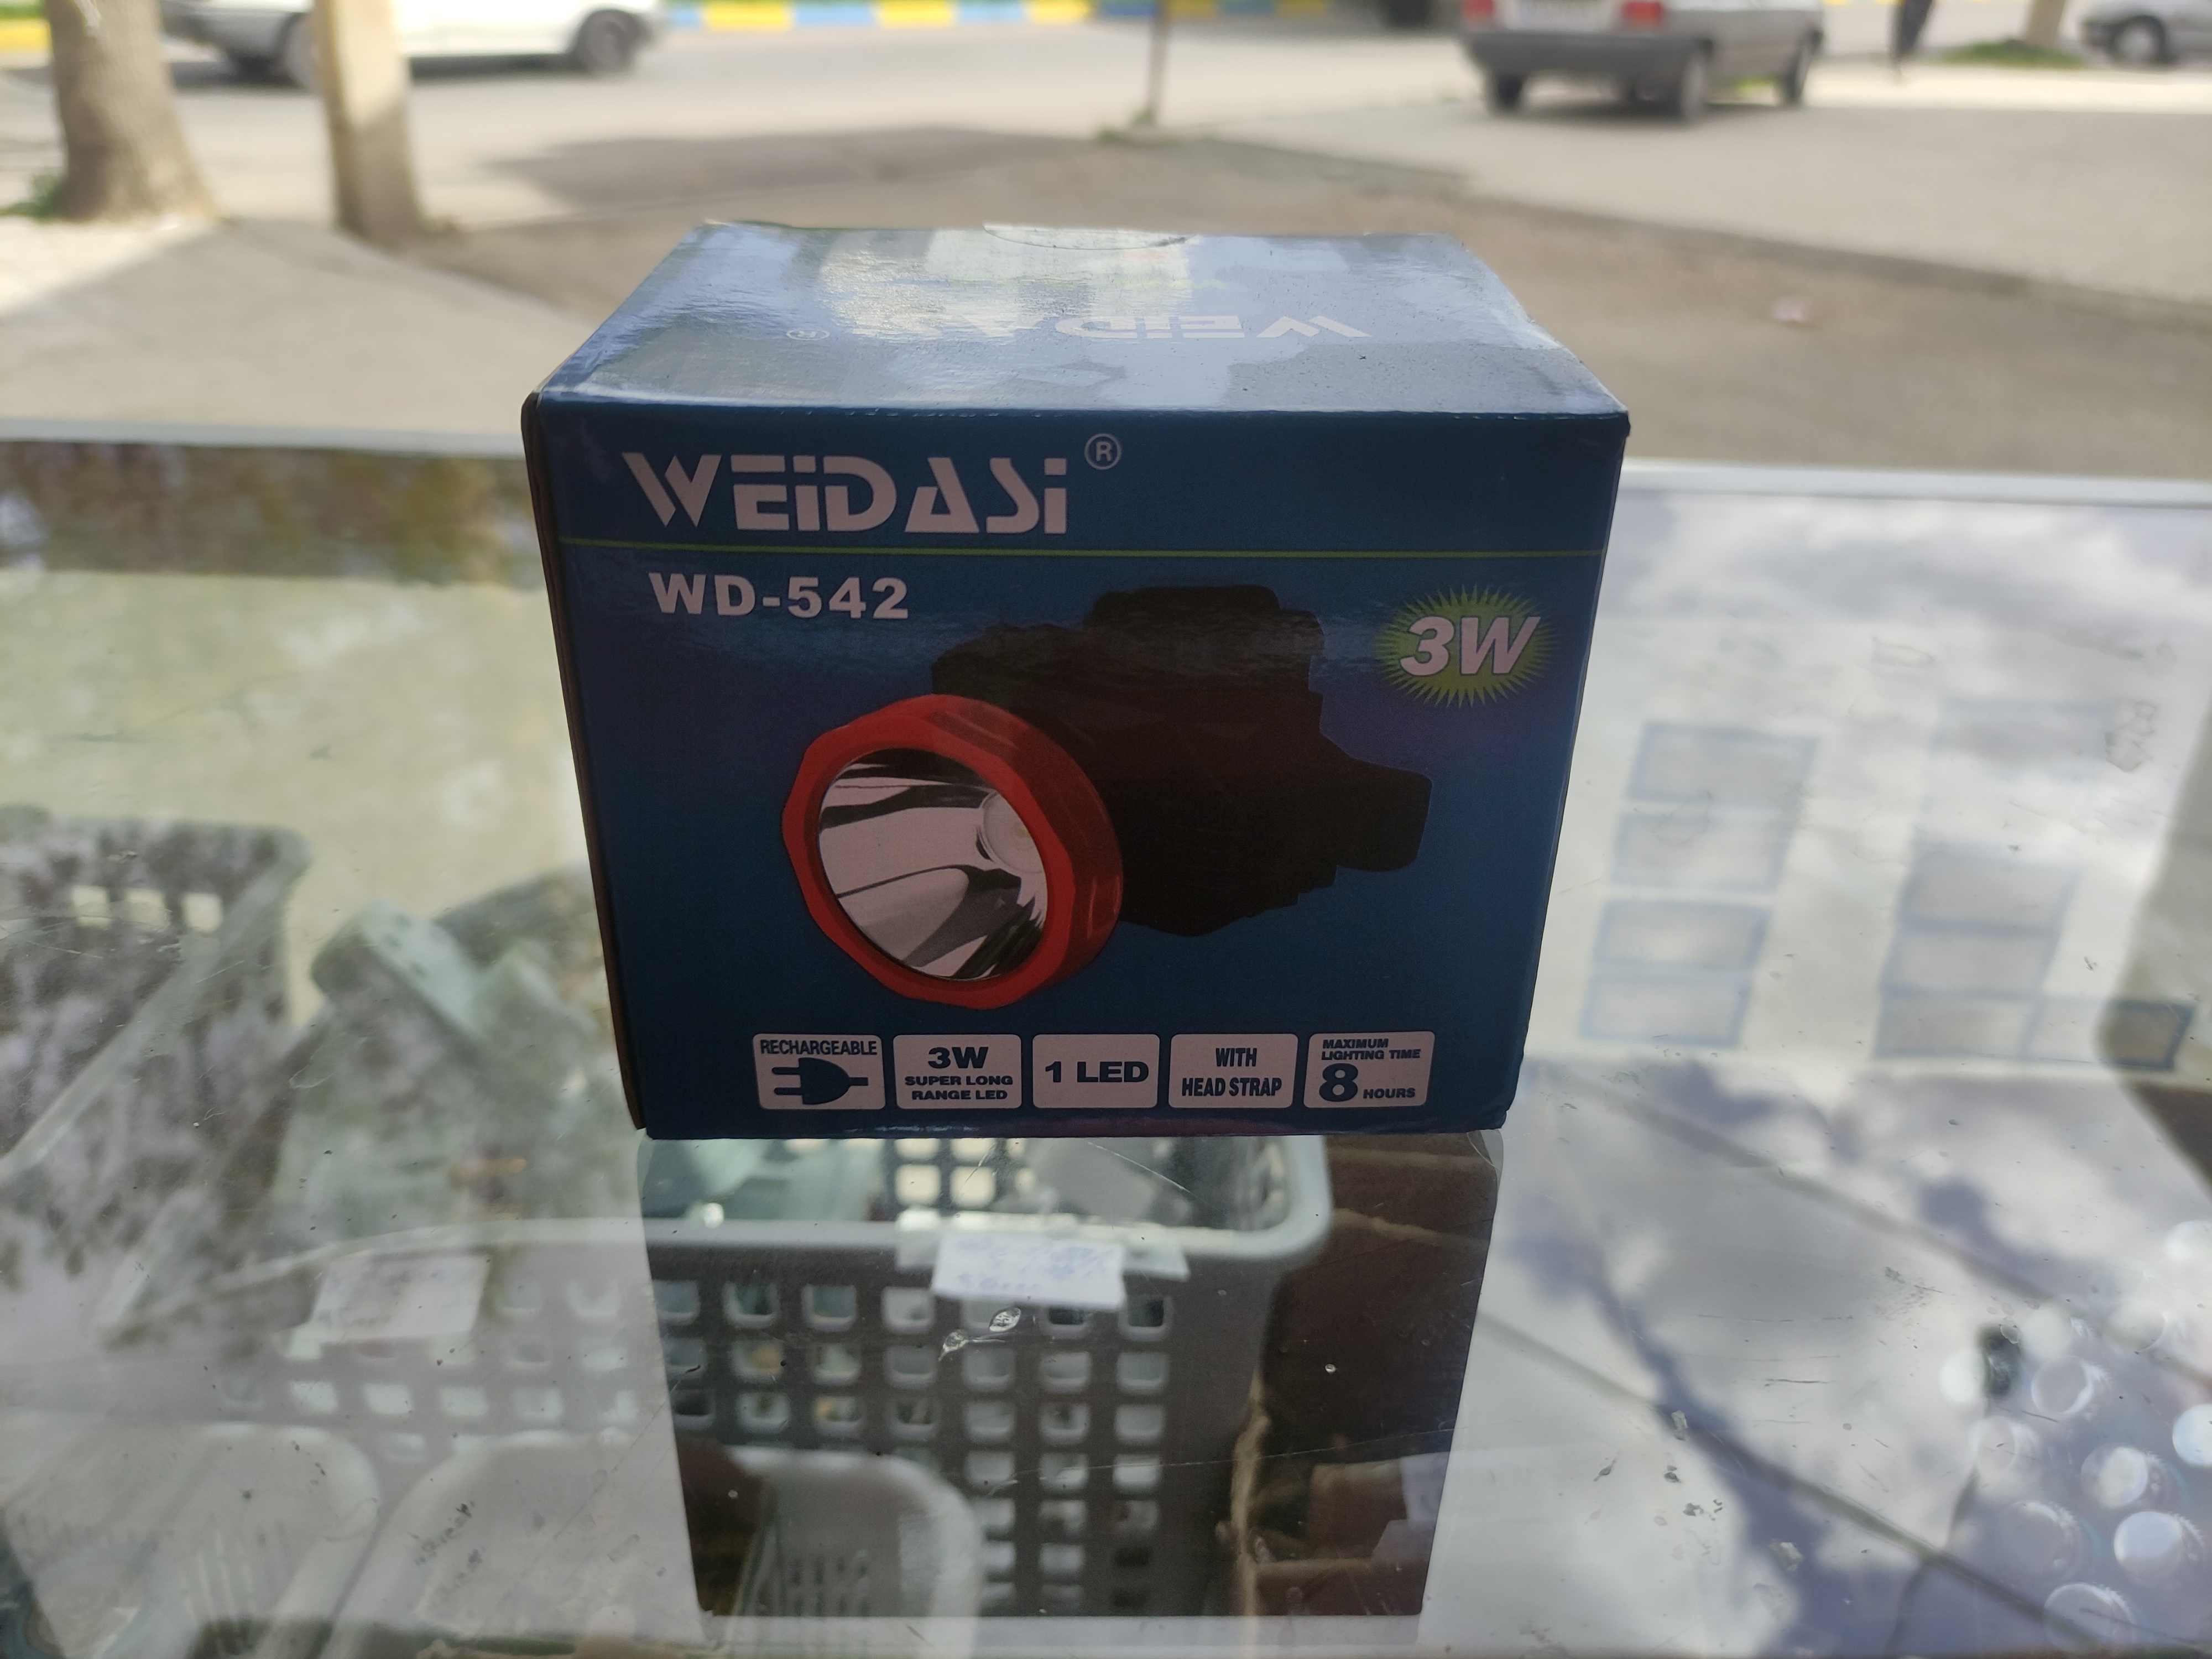 WEIDASI®
WEIDASI®
WD-542
3W
RECHARGEABLE
3W
SUPER LONG
RANGE LED
1 LED
WITH
HEAD STRAP
MAXIMUM
LIGHTING TIME
8 HOURS